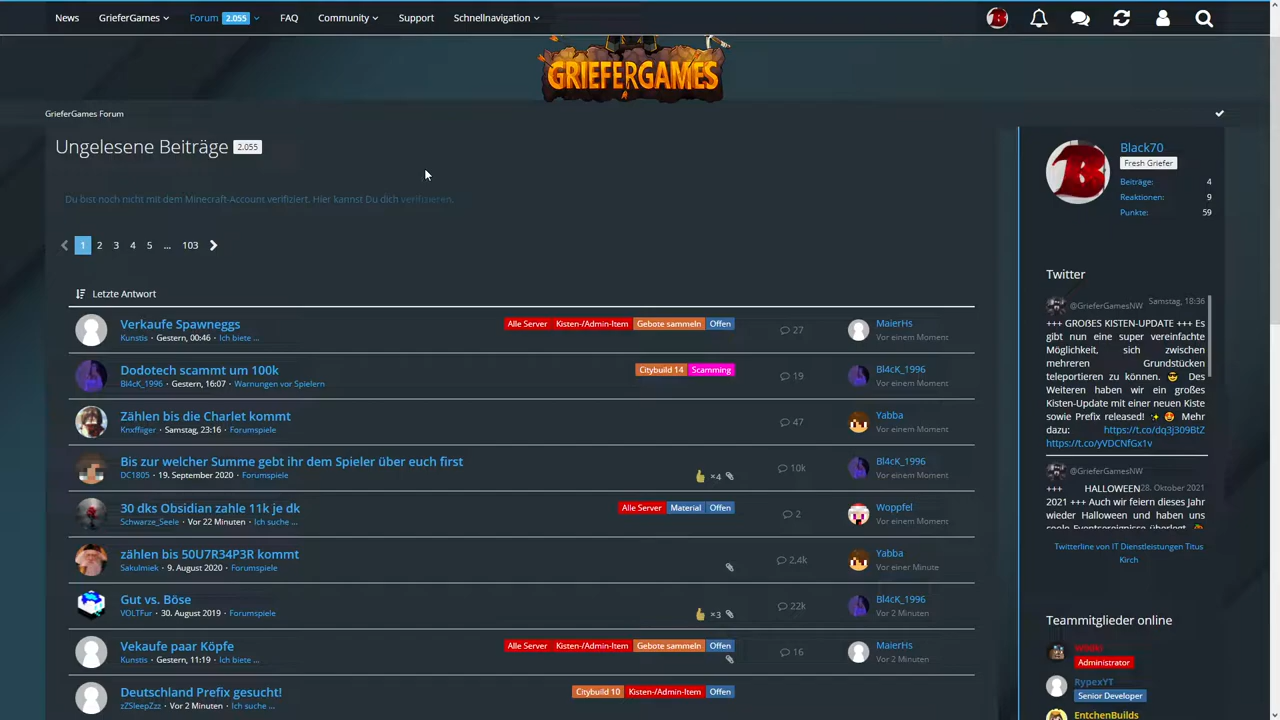 News GrieferGames Forum 2.055 FAQ Community Support Schnellnavigation
GRIEFERGAMES
GrieferGames Forum
Ungelesene Beiträge 2.055
Du bist noch nicht mit dem Minecraft-Account verifiziert. Hier kannst Du dich verifizieren.
1 2 3 4 5 ... 103
Letzte Antwort
Verkaufe Spawneggs Alle Server Kisten-/Admin-Item Gebote sammeln Offen 27 MaierHs
Kunstis • Gestern, 00:46 • Ich biete ... Vor einem Moment
Dodotech scammt um 100k Citybuild 14 Scamming 19 Bl4cK_1996
Bl4cK_1996 • Gestern, 16:07 • Warnungen vor Spielern Vor einem Moment
Zählen bis die Charlet kommt 47 Yabba
Knxffiiger • Samstag, 23:16 • Forumspiele Vor einem Moment
Bis zur welcher Summe gebt ihr dem Spieler über euch first 10k Bl4cK_1996
DC1805 • 19. September 2020 • Forumspiele ×4 Vor einem Moment
30 dks Obsidian zahle 11k je dk Alle Server Material Offen 2 Woppfel
Schwarze_Seele • Vor 22 Minuten • Ich suche ... Vor einem Moment
zählen bis 50U7R34P3R kommt 2,4k Yabba
Sakulmiek • 9. August 2020 • Forumspiele Vor einer Minute
Gut vs. Böse 22k Bl4cK_1996
VOLTFur • 30. August 2019 • Forumspiele ×3 Vor 2 Minuten
Vekaufe paar Köpfe Alle Server Kisten-/Admin-Item Gebote sammeln Offen 16 MaierHs
Kunstis • Gestern, 11:19 • Ich biete ... Vor 2 Minuten
Deutschland Prefix gesucht! Citybuild 10 Kisten-/Admin-Item Offen
zZSleepZzz • Vor 2 Minuten • Ich suche ...
Black70
Fresh Griefer
Beiträge: 4
Reaktionen: 9
Punkte: 59
Twitter
@GrieferGamesNW Samstag, 18:36
+++ GROßES KISTEN-UPDATE +++ Es
gibt nun eine super vereinfachte
Möglichkeit, sich zwischen
mehreren Grundstücken
teleportieren zu können. 😎 Des
Weiteren haben wir ein großes
Kisten-Update mit einer neuen Kiste
sowie Prefix released! ✨ 😍 Mehr
dazu: https://t.co/dq3j309BtZ
https://t.co/yVDCNfGx1v
@GrieferGamesNW
28. Oktober 2021
+++ HALLOWEEN
2021 +++ Auch wir feiern dieses Jahr
wieder Halloween und haben uns
coole Eventsereignisse überlegt.
Twitterline von IT Dienstleistungen Titus
Kirch
Teammitglieder online
Administrator
RypexYT
Senior Developer
EntchenBuilds